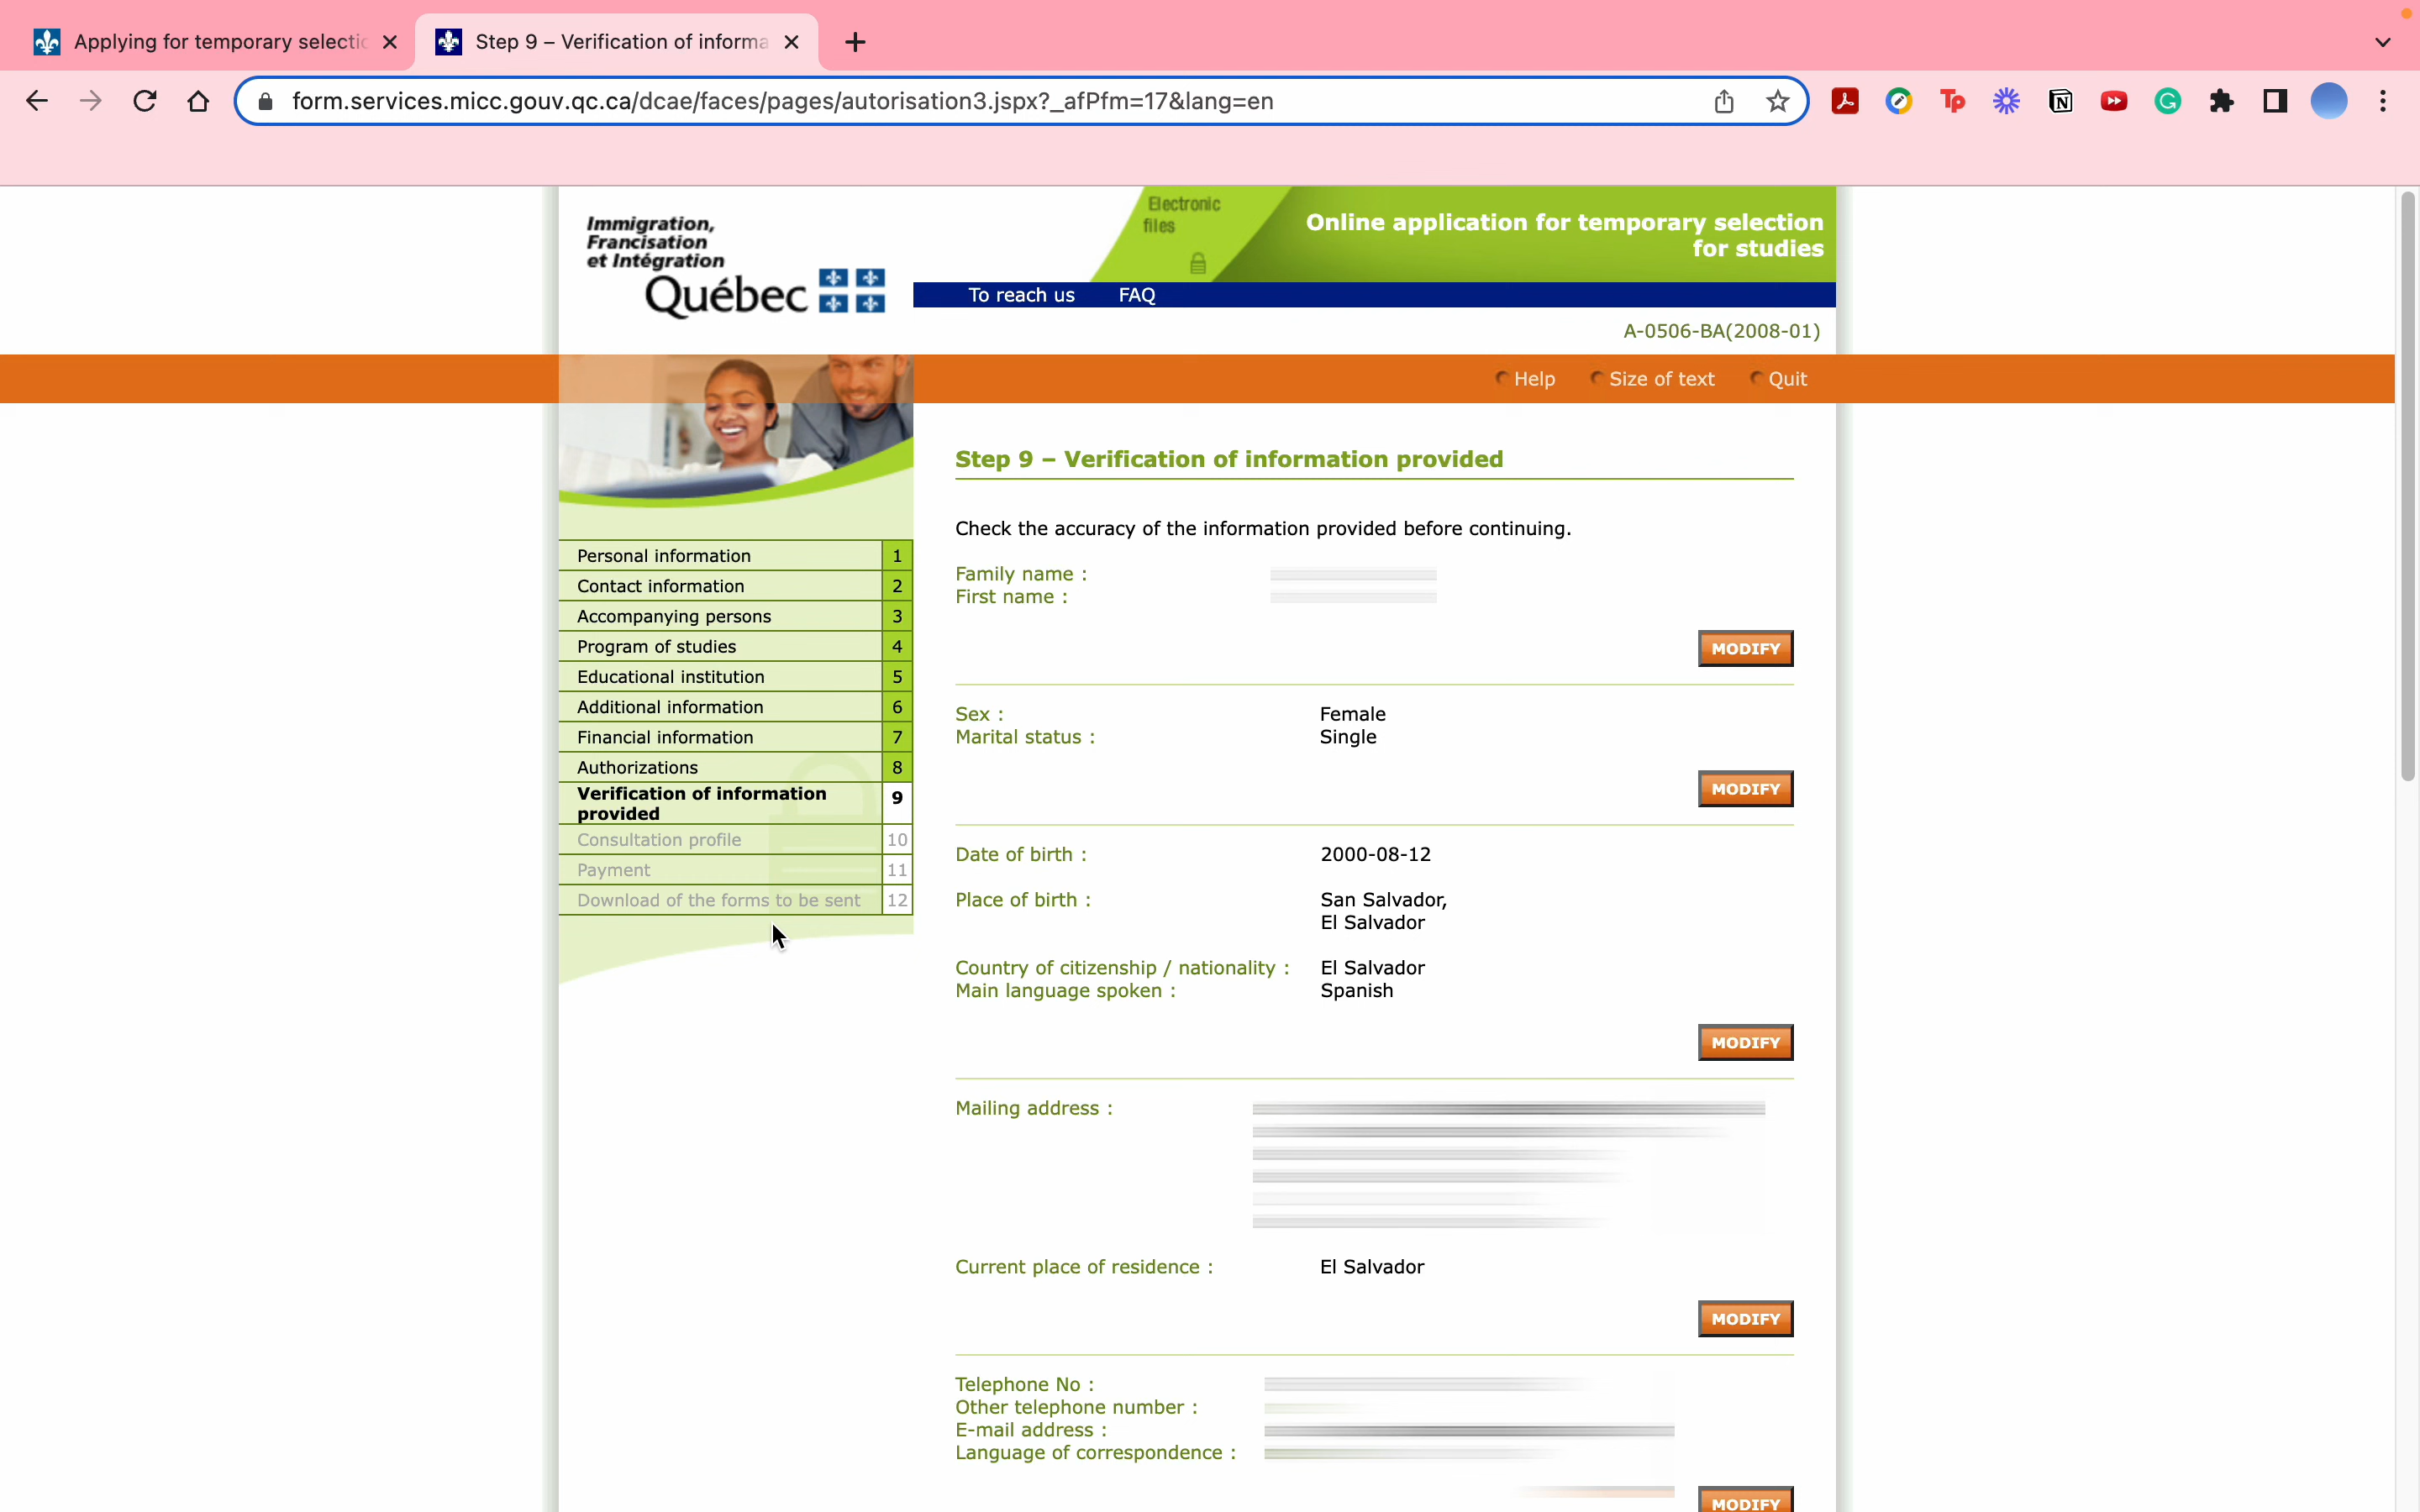 Applying for temporary selectic
Step 9 – Verification of informa
form.services.micc.gouv.qc.ca/dcae/faces/pages/autorisation3.jspx?_afPfm=17&lang=en
Immigration,
Francisation
et Intégration
Québec
Electronic
files
Online application for temporary selection
for studies
To reach us FAQ
A-0506-BA(2008-01)
Help Size of text Quit
Personal information 1
Contact information 2
Accompanying persons 3
Program of studies 4
Educational institution 5
Additional information 6
Financial information 7
Authorizations 8
Verification of information
provided 9
Consultation profile 10
Payment 11
Download of the forms to be sent 12
Step 9 – Verification of information provided
Check the accuracy of the information provided before continuing.
Family name :
First name :
MODIFY
Sex : Female
Marital status : Single
MODIFY
Date of birth : 2000-08-12
Place of birth : San Salvador,
El Salvador
Country of citizenship / nationality : El Salvador
Main language spoken : Spanish
MODIFY
Mailing address :
Current place of residence : El Salvador
MODIFY
Telephone No :
Other telephone number :
E-mail address :
Language of correspondence :
MODIFY